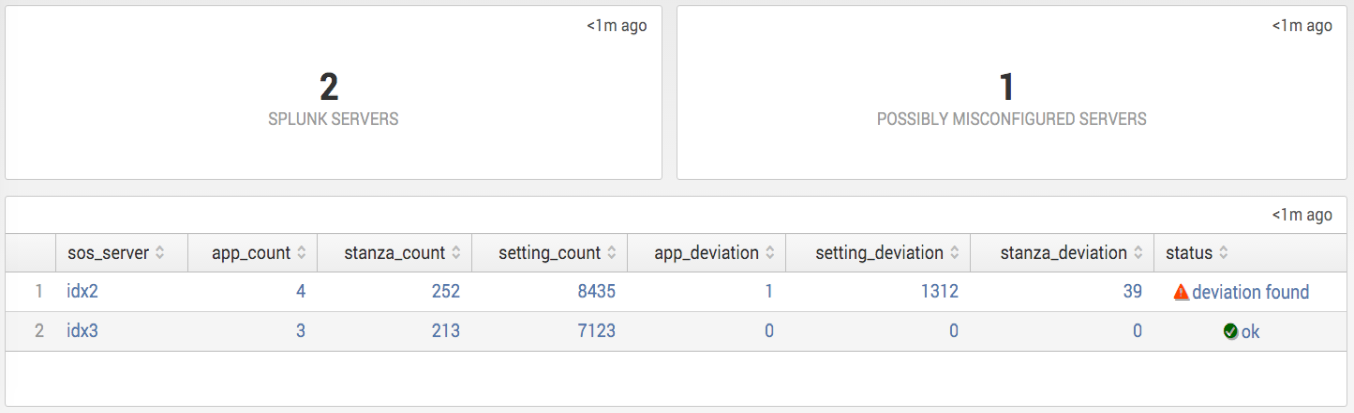 <1m ago
2
SPLUNK SERVERS
<1m ago
1
POSSIBLY MISCONFIGURED SERVERS
<1m ago
sos_server app_count stanza_count setting_count app_deviation setting_deviation stanza_deviation status
1 idx2 4 252 8435 1 1312 39 deviation found
2 idx3 3 213 7123 0 0 0 ok